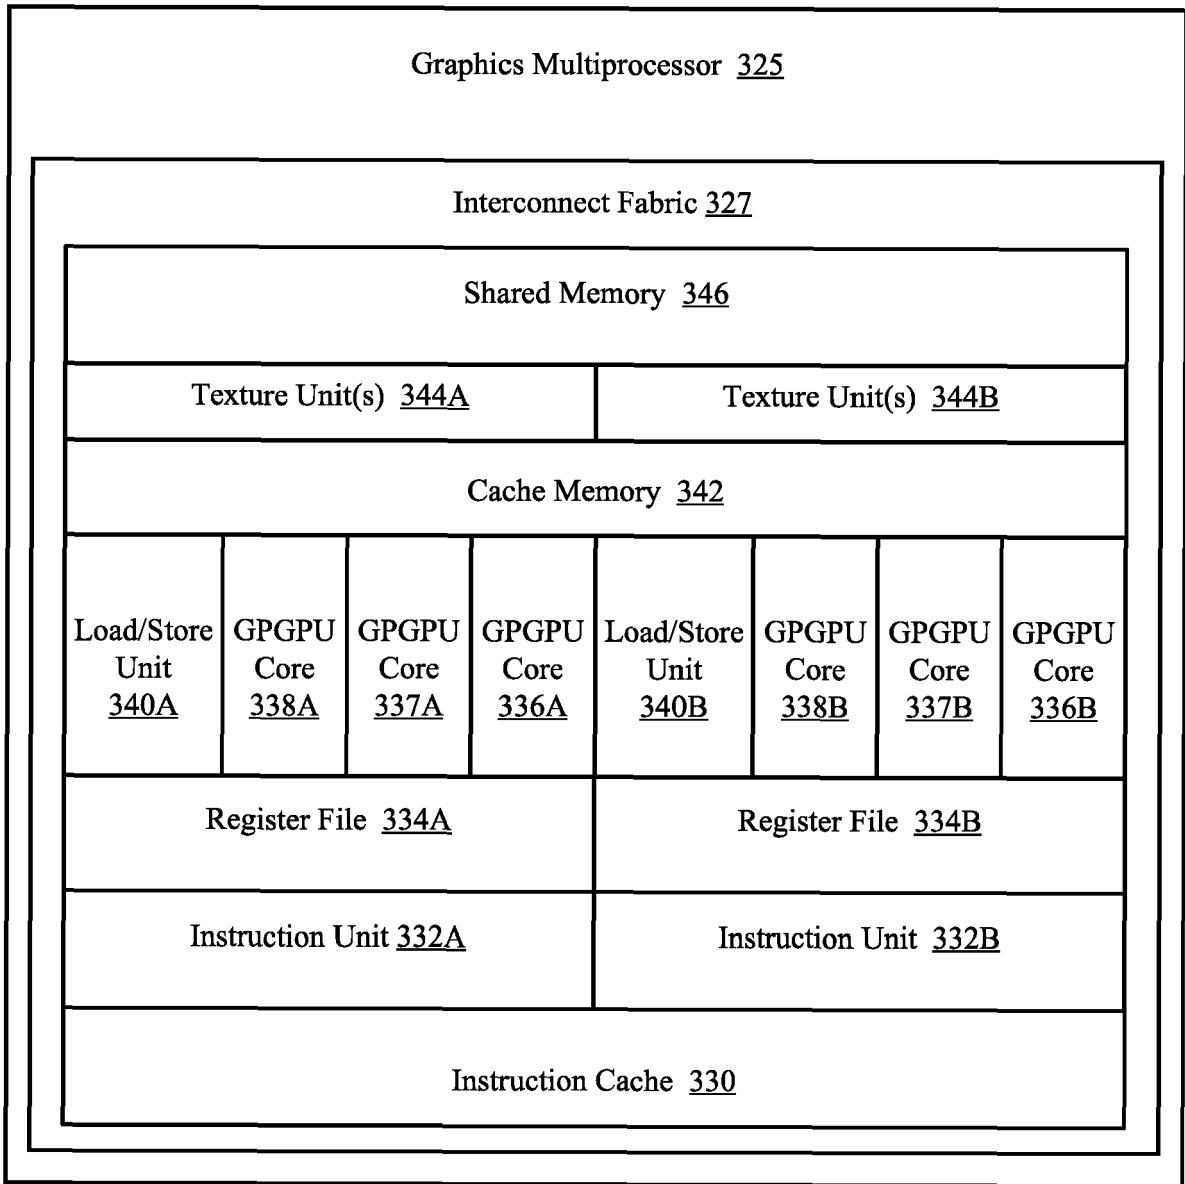 Graphics Multiprocessor 325
Interconnect Fabric 327
Shared Memory 346
Texture Unit(s) 344A
Texture Unit(s) 344B
Cache Memory 342
Load/Store
Unit
340A
GPGPU
Core
338A
GPGPU
Core
337A
GPGPU
Core
336A
Load/Store
Unit
340B
GPGPU
Core
338B
GPGPU
Core
337B
GPGPU
Core
336B
Register File 334A
Register File 334B
Instruction Unit 332A
Instruction Unit 332B
Instruction Cache 330